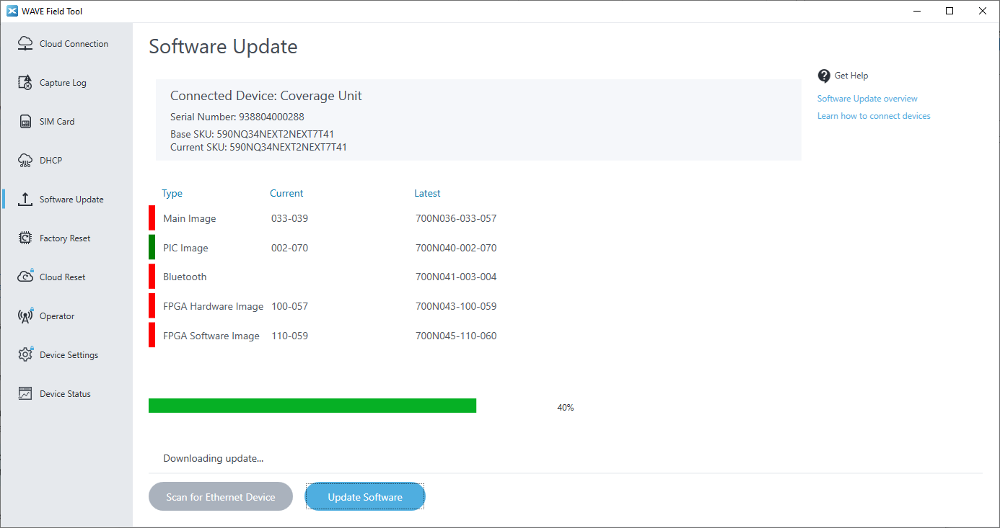 WAVE Field Tool
Cloud Connection
Capture Log
SIM Card
DHCP
Software Update
Factory Reset
Cloud Reset
Operator
Device Settings
Device Status
Software Update
Connected Device: Coverage Unit
Serial Number: 938804000288
Base SKU: 590NQ34NEXT2NEXT7T41
Current SKU: 590NQ34NEXT2NEXT7T41
? Get Help
Software Update overview
Learn how to connect devices
Type Current Latest
Main Image 033-039 700N036-033-057
PIC Image 002-070 700N040-002-070
Bluetooth 700N041-003-004
FPGA Hardware Image 100-057 700N043-100-059
FPGA Software Image 110-059 700N045-110-060
40%
Downloading update...
Scan for Ethernet Device Update Software